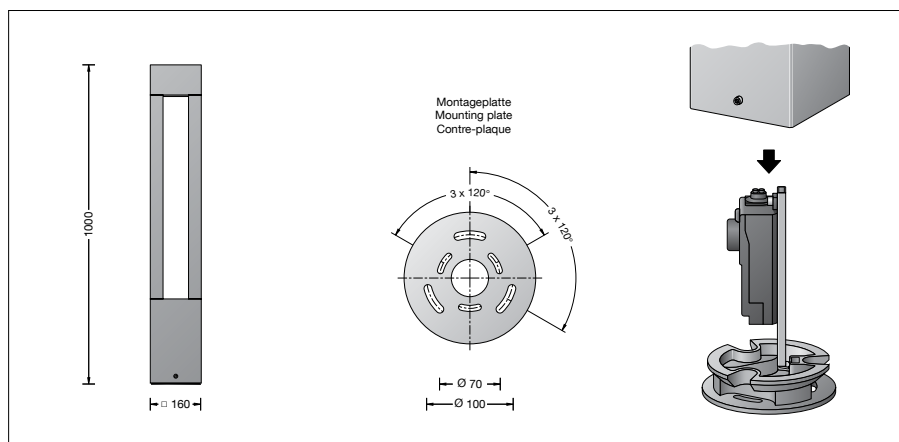 1000
□ 160
Montageplatte
Mounting plate
Contre-plaque
3 x 120°
3 x 120°
Ø 70
Ø 100